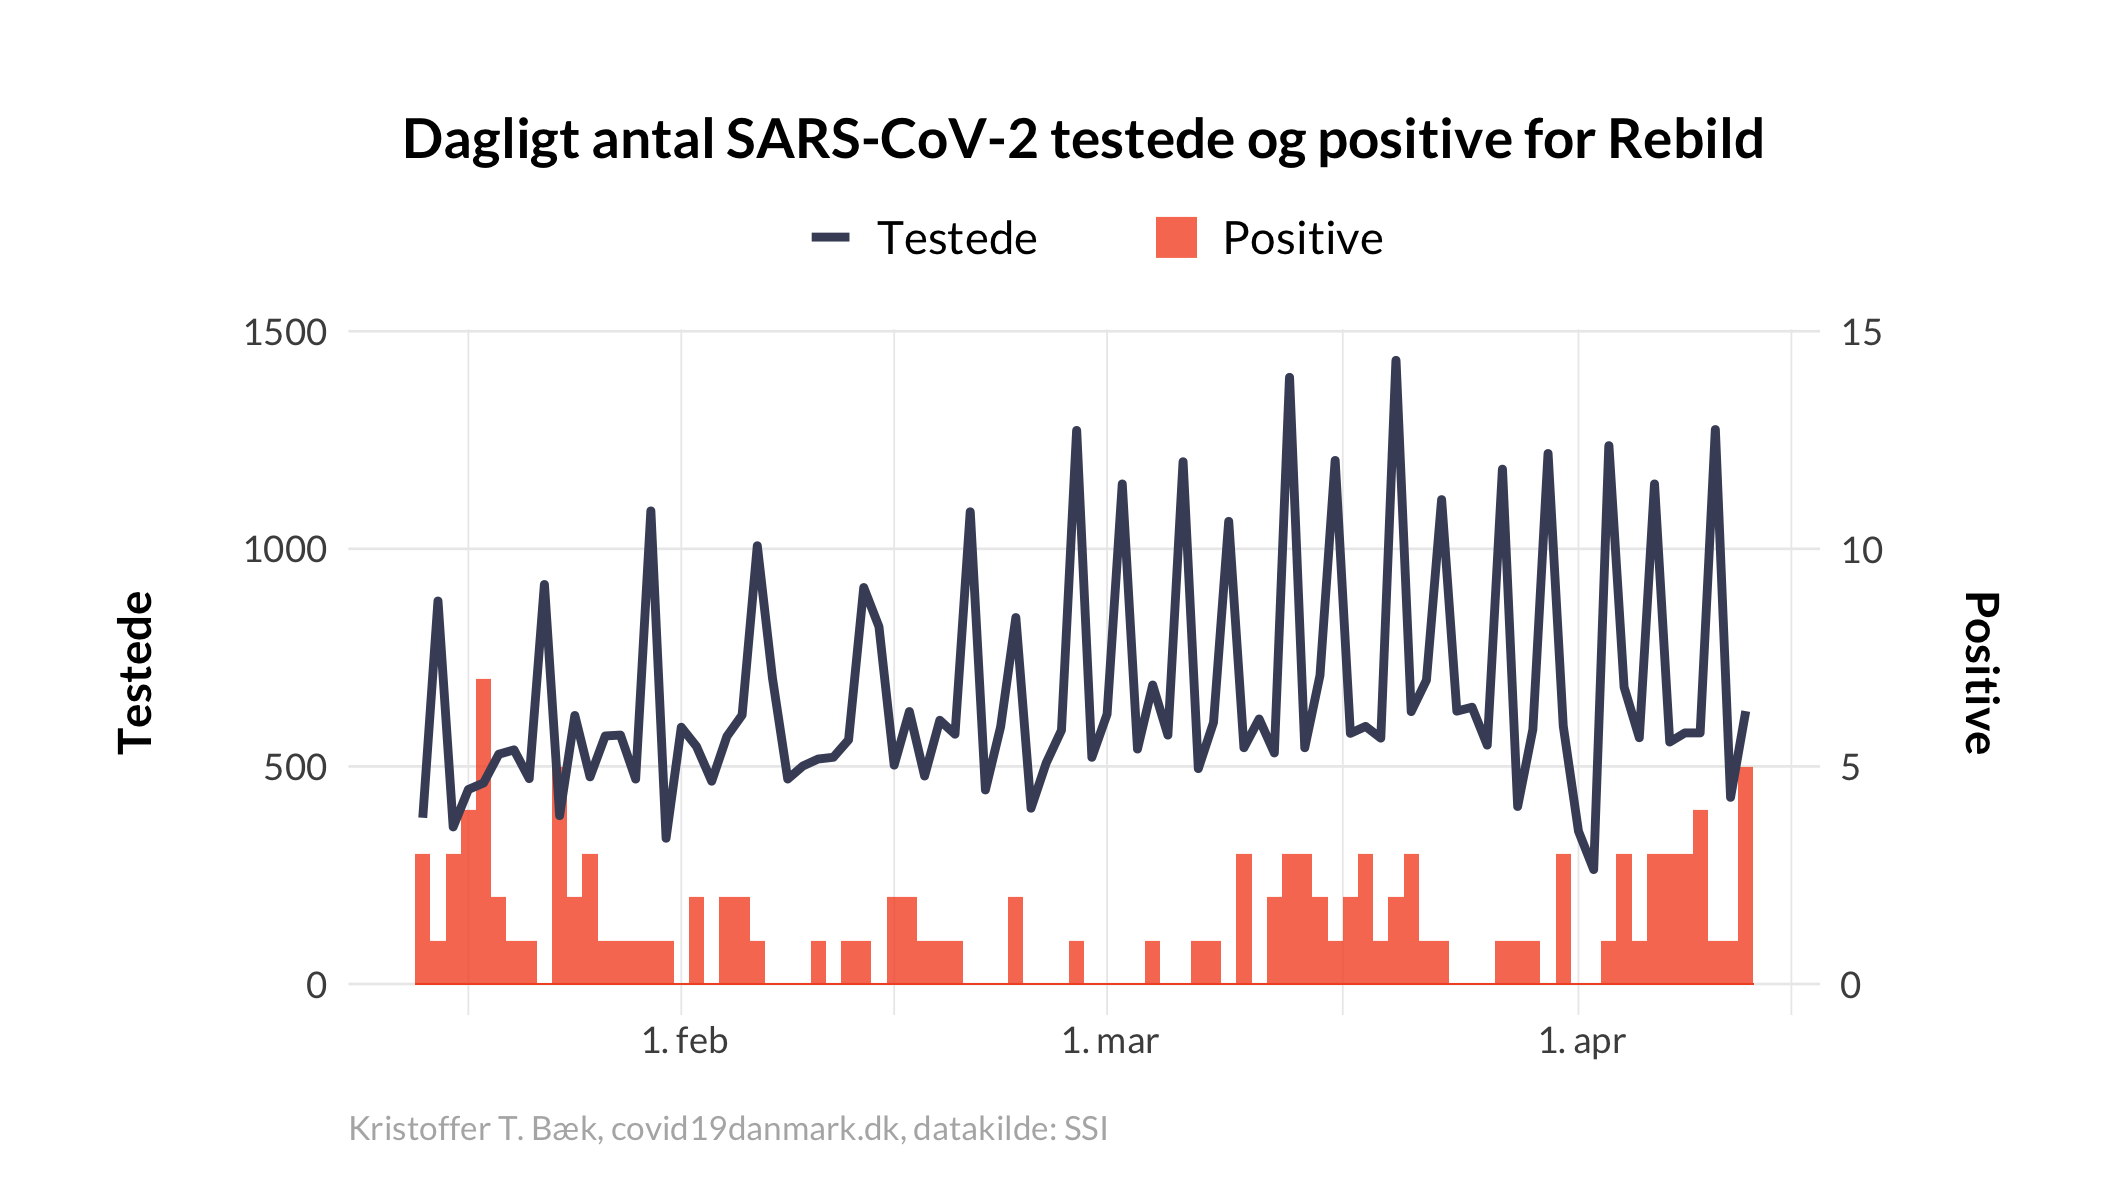 Dagligt antal SARS-CoV-2 testede og positive for Rebild
Testede
Positive
1500
15
1000
10
500
5
0
0
Testede
Positive
1. feb
1. mar
1. apr
Kristoffer T. Bæk, covid19danmark.dk, datakilde: SSI